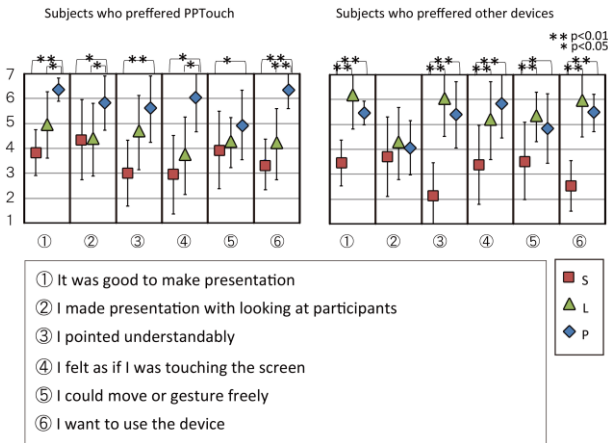 Subjects who preffered PPTouch
Subjects who preffered other devices
** p<0.01
* p<0.05
** * * * ** * * * ** **
** ** ** ** ** ** ** * ** **
7
6
5
4
3
2
1
① ② ③ ④ ⑤ ⑥
① ② ③ ④ ⑤ ⑥
① It was good to make presentation
② I made presentation with looking at participants
③ I pointed understandably
④ I felt as if I was touching the screen
⑤ I could move or gesture freely
⑥ I want to use the device
S
L
P